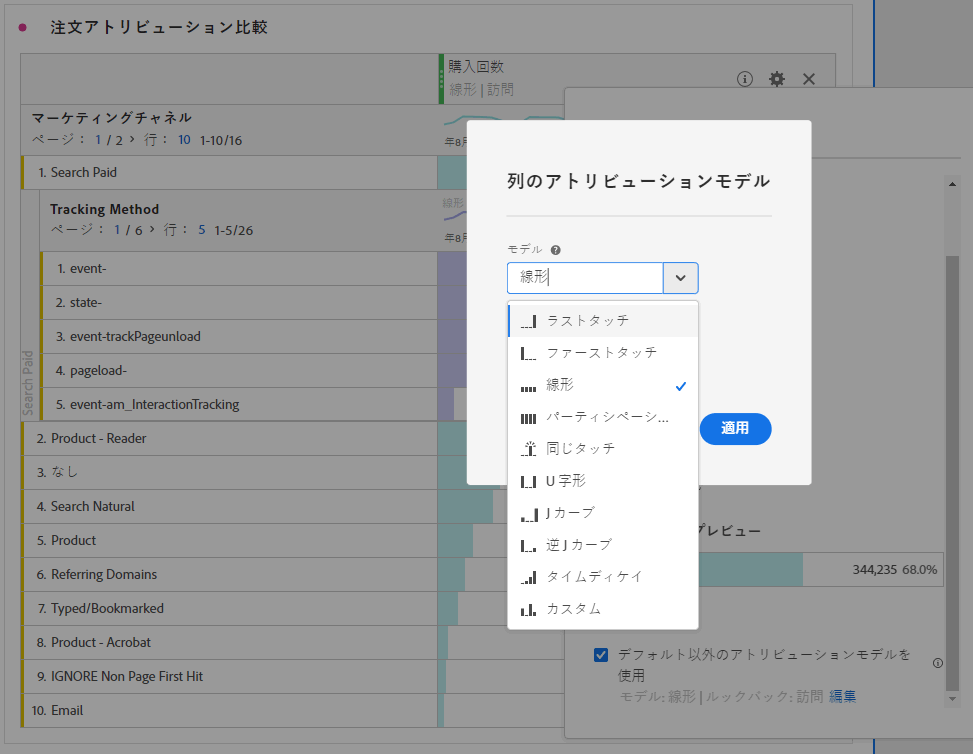 注文アトリビューション比較
購入回数
線形 | 訪問
マーケティングチャネル
ページ： 1 / 2 > 行： 10 1-10/16
年8月
1. Search Paid
Tracking Method
ページ： 1 / 6 > 行： 5 1-5/26
線形
年8月
Search Paid
1. event-
2. state-
3. event-trackPageunload
4. pageload-
5. event-am_InteractionTracking
2. Product - Reader
3. なし
4. Search Natural
5. Product
6. Referring Domains
7. Typed/Bookmarked
8. Product - Acrobat
9. IGNORE Non Page First Hit
10. Email
列のアトリビューションモデル
モデル
線形
ラストタッチ
ファーストタッチ
線形
パーティシペーシ...
同じタッチ
U 字形
J カーブ
逆 J カーブ
タイムディケイ
カスタム
適用
プレビュー
344,235 68.0%
デフォルト以外のアトリビューションモデルを
使用
モデル: 線形 | ルックバック: 訪問 編集